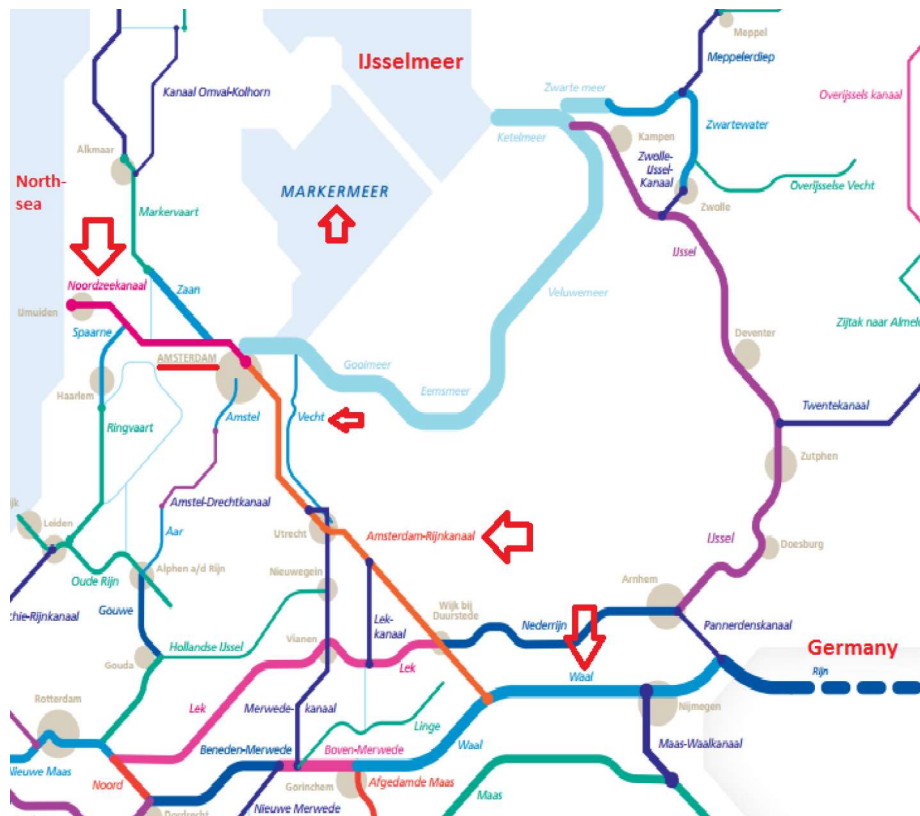 Meppel
Meppelerdiep
IJsselmeer
Zwarte meer
Kanaal Omval-Kolhorn
Overijssels kanaal
Zwartewater
Ketelmeer
Kampen
Alkmaar
Zwolle-
IJssel-
Kanaal
North-
sea
MARKERMEER
Overijsselse Vecht
Zwolle
Markervaart
IJssel
Noordzeekanaal
Zaan
Veluwemeer
IJmuiden
Zijtak naar Almel
Spaarne
Deventer
AMSTERDAM
Gooimeer
Eemsmeer
Haarlem
Amstel
Vecht
Twentekanaal
Ringvaart
Zutphen
Amstel-Drechtkanaal
ijk
Leiden
Aar
Utrecht
Amsterdam-Rijnkanaal
IJssel
Doesburg
Oude Rijn
Alphen a/d Rijn
Nieuwegein
Arnhem
chie-Rijnkanaal
Gouwe
Lek-
kanaal
Wijk bij
Duurstede
Nederrijn
Pannerdenskanaal
Hollandse IJssel
Vianen
Germany
Gouda
Lek
Waal
Rijn
Rotterdam
Lek
Merwede-
kanaal
Linge
Nijmegen
Beneden-Merwede
Boven-Merwede
Waal
Maas-Waalkanaal
Nieuwe Maas
Noord
Gorinchem
Afgedamde Maas
Maas
Dordrecht
Nieuwe Merwede